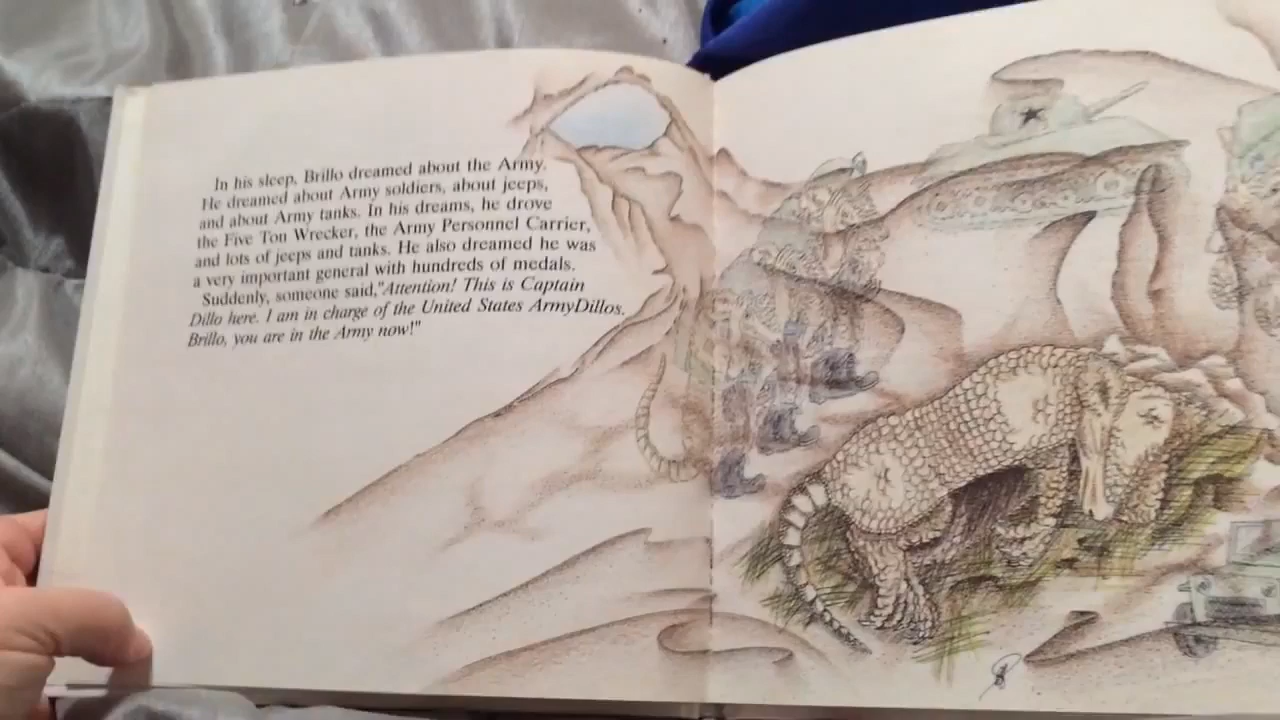 In his sleep, Brillo dreamed about the Army.
He dreamed about Army soldiers, about jeeps,
and about Army tanks. In his dreams, he drove
the Five Ton Wrecker, the Army Personnel Carrier,
and lots of jeeps and tanks. He also dreamed he was
a very important general with hundreds of medals.
Suddenly, someone said,"Attention! This is Captain
Dillo here. I am in charge of the United States ArmyDillos.
Brillo, you are in the Army now!"